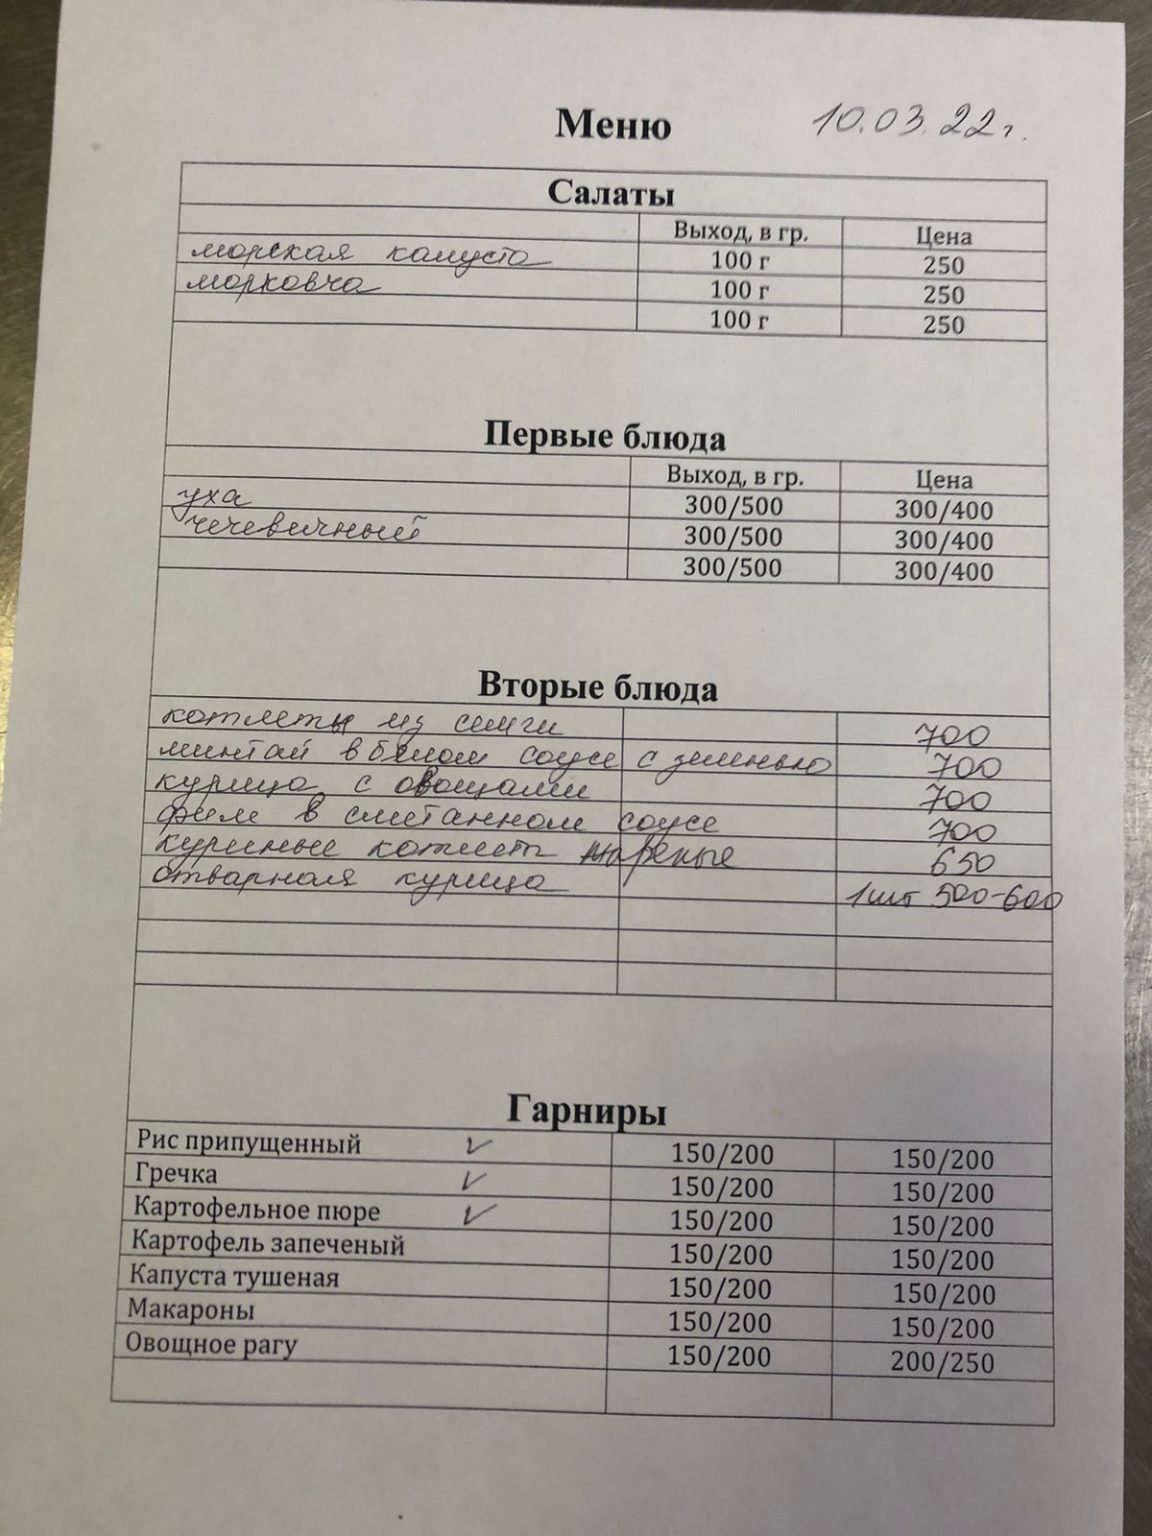 Меню 10.03.22г.
Салаты
Выход, в гр. Цена
морская капуста 100 г 250
морковча 100 г 250
100 г 250
Первые блюда
Выход, в гр. Цена
уха 300/500 300/400
чечевичный 300/500 300/400
300/500 300/400
Вторые блюда
котлеты из семги 700
минтай в белом соусе с зеленью 700
курица с овощами 700
филе в сметанном соусе 700
куриные котлеты жареные 650
отварная курица 1шт 500-600
Гарниры
Рис припущенный ✓ 150/200 150/200
Гречка ✓ 150/200 150/200
Картофельное пюре ✓ 150/200 150/200
Картофель запеченый 150/200 150/200
Капуста тушеная 150/200 150/200
Макароны 150/200 150/200
Овощное рагу 150/200 200/250